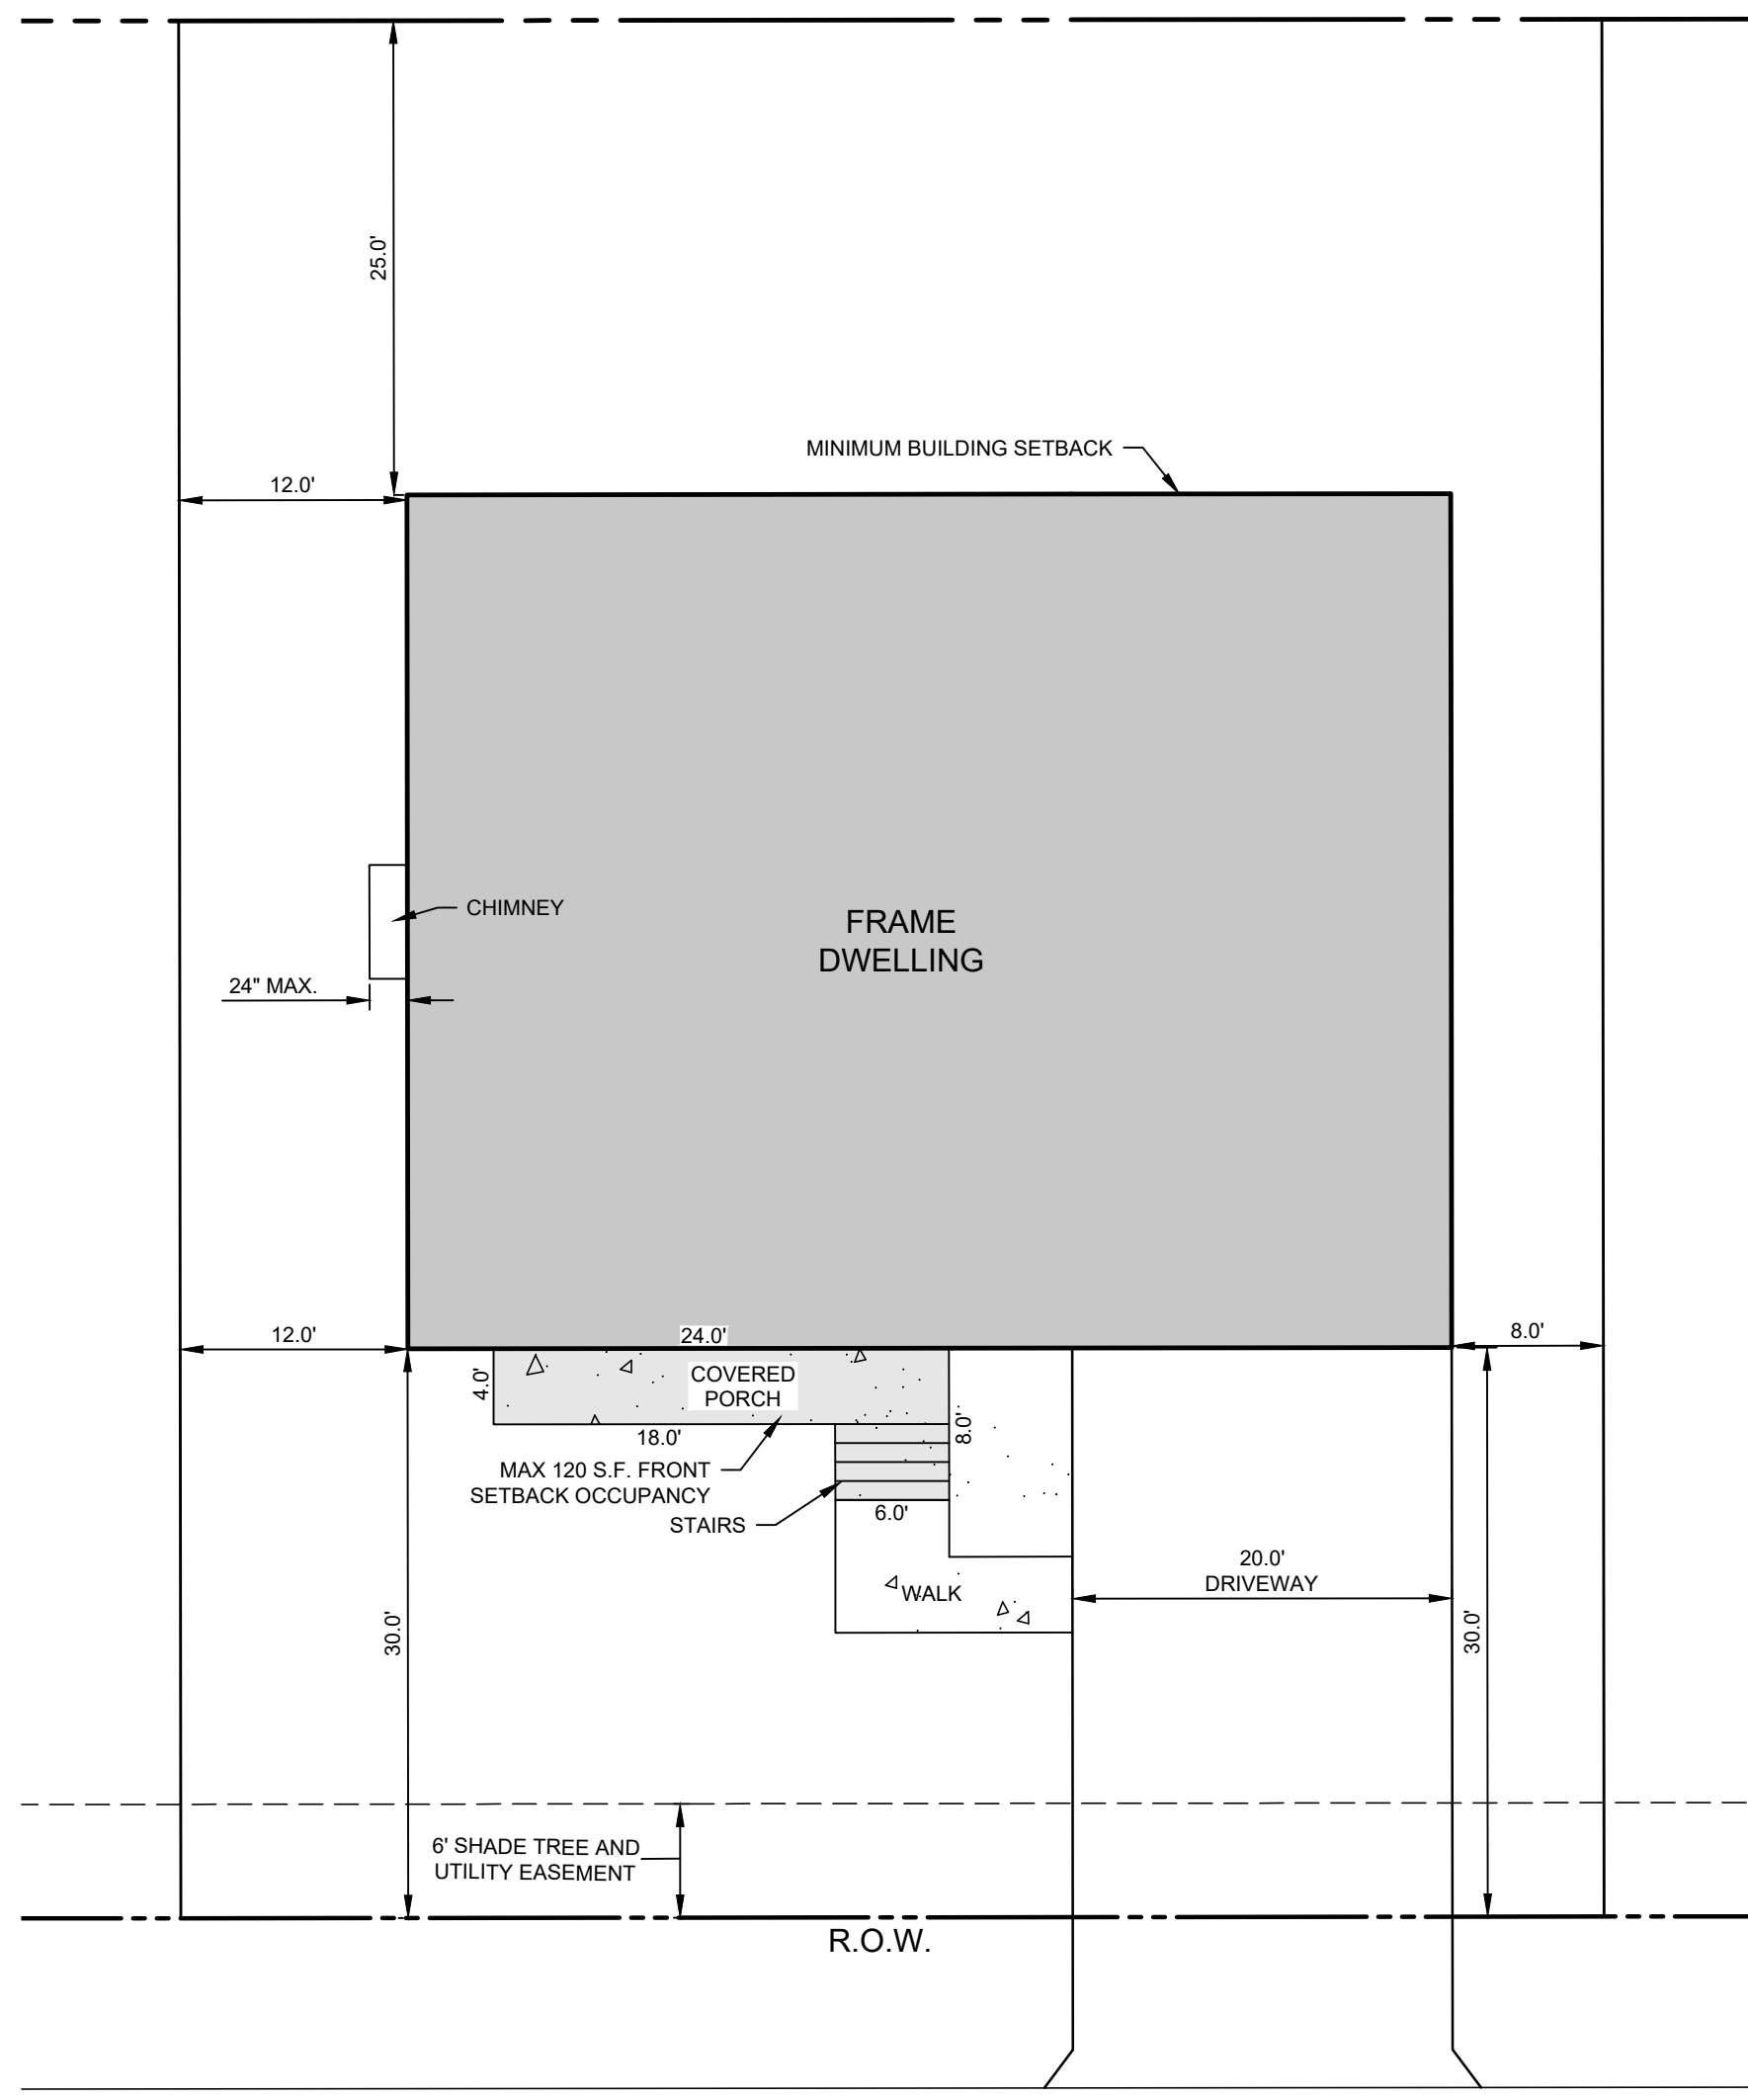 25.0'
MINIMUM BUILDING SETBACK
12.0'
CHIMNEY
FRAME
DWELLING
24" MAX.
12.0'
24.0'
8.0'
4.0'
COVERED
PORCH
18.0'
8.0'
MAX 120 S.F. FRONT
SETBACK OCCUPANCY
6.0'
STAIRS
20.0'
DRIVEWAY
WALK
30.0'
30.0'
6' SHADE TREE AND
UTILITY EASEMENT
R.O.W.